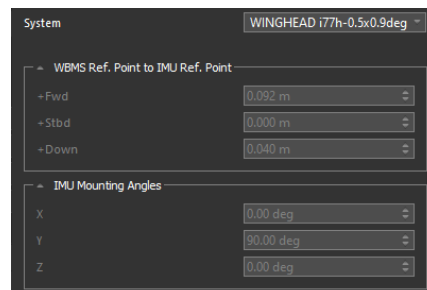 System WINGHEAD i77h-0.5x0.9deg
WBMS Ref. Point to IMU Ref. Point
+Fwd 0.092 m
+Stbd 0.000 m
+Down 0.040 m
IMU Mounting Angles
X 0.00 deg
Y 90.00 deg
Z 0.00 deg